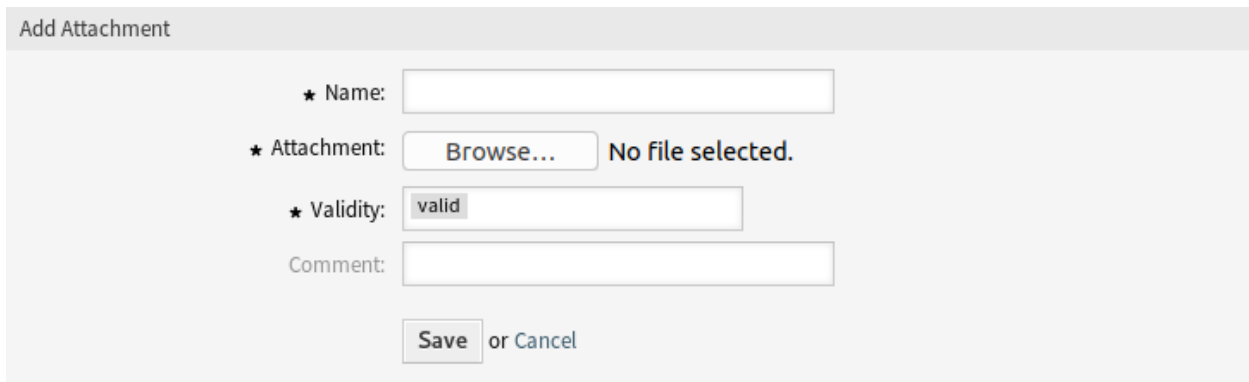 Add Attachment
★ Name:
★ Attachment: Browse... No file selected.
★ Validity: valid
Comment:
Save or Cancel